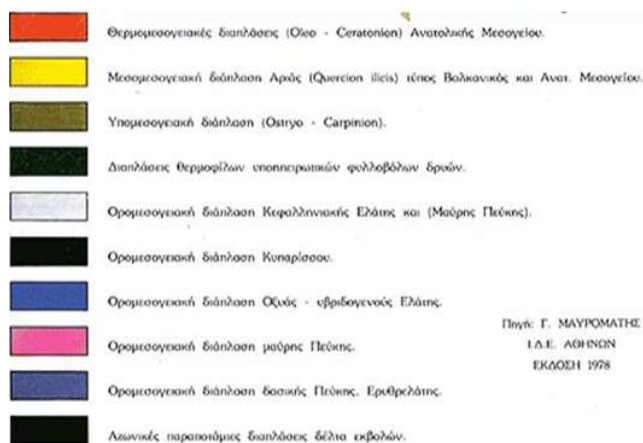 Θερμομεσογειακές διαπλάσεις (Oleo - Ceratonion) Ανατολικής Μεσογείου.
Μεσομεσογειακή διάπλαση Αριάς (Quercion ilicis) τύπος Βαλκανικός και Ανατ. Μεσογείου.
Υπομεσογειακή διάπλαση (Ostryo - Carpinion).
Διαπλάσεις θερμοφίλων υποηπειρωτικών φυλλοβόλων δρυών.
Ορομεσογειακή διάπλαση Κεφαλληνιακής Ελάτης και (Μαύρης Πεύκης).
Ορομεσογειακή διάπλαση Κυπαρίσσου.
Ορομεσογειακή διάπλαση Οξυάς - υβριδογενούς Ελάτης.
Ορομεσογειακή διάπλαση μαύρης Πεύκης.
Ορομεσογειακή διάπλαση δασικής Πεύκης. Ερυθρελάτης.
Αζωνικές παραποτάμιες διαπλάσεις δέλτα εκβολών.
Πηγή: Γ. ΜΑΥΡΟΜΑΤΗΣ
Ι.Δ.Ε. ΑΘΗΝΩΝ
ΕΚΔΟΣΗ 1978